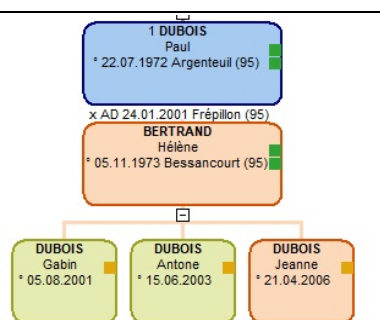 1 DUBOIS
Paul
° 22.07.1972 Argenteuil (95)
x AD 24.01.2001 Frépillon (95)
BERTRAND
Hélène
° 05.11.1973 Bessancourt (95)
DUBOIS
Gabin
° 05.08.2001
DUBOIS
Antone
° 15.06.2003
DUBOIS
Jeanne
° 21.04.2006